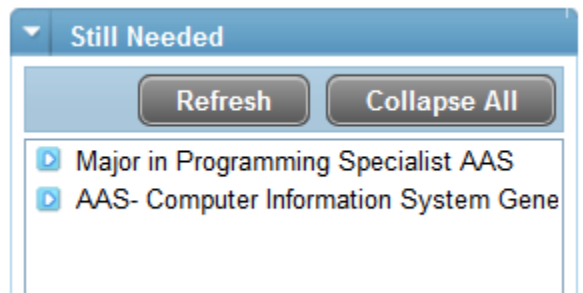 Still Needed
Refresh Collapse All
Major in Programming Specialist AAS
AAS- Computer Information System Gene